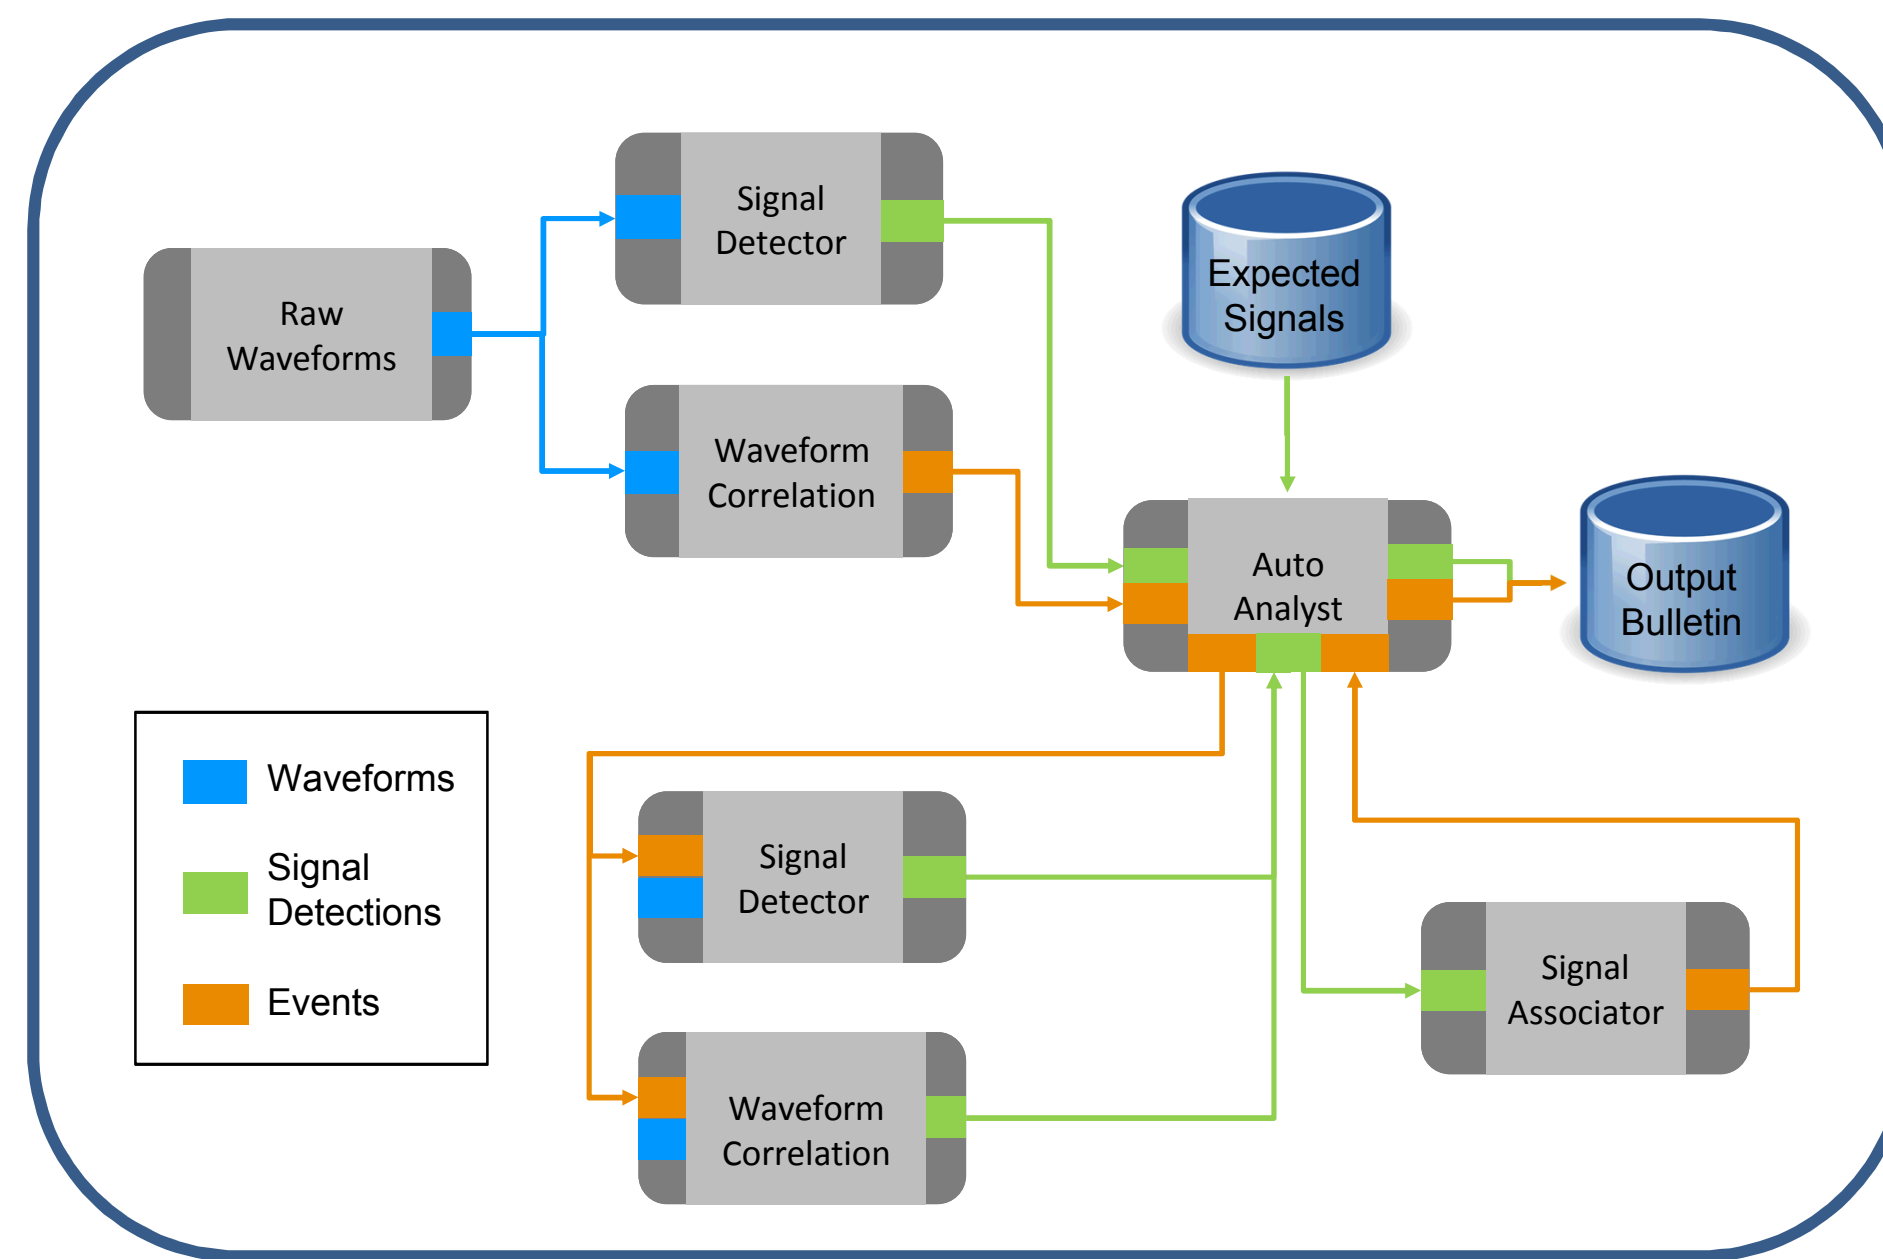 Signal
Detector
Expected
Signals
Raw
Waveforms
Waveform
Correlation
Auto
Analyst
Output
Bulletin
Waveforms
Signal
Detections
Events
Signal
Detector
Signal
Associator
Waveform
Correlation